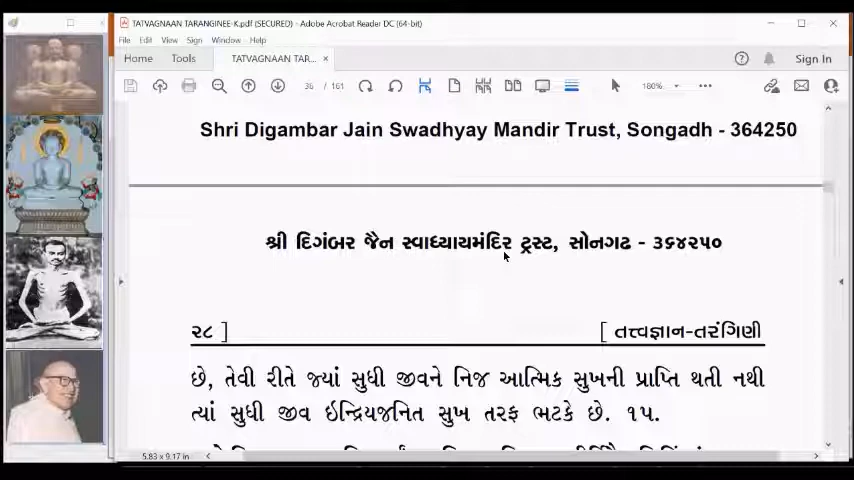 TATVAGNAAN TARANGINEE-K.pdf (SECURED) - Adobe Acrobat Reader DC (64-bit)
File Edit View Sign Window Help
Home Tools TATVAGNAAN TAR... × Sign In
36 / 161 180%
Shri Digambar Jain Swadhyay Mandir Trust, Songadh - 364250
શ્રી દિગંબર જૈન સ્વાધ્યાયમંદિર ટ્રસ્ટ, સોનગઢ - ૩૬૪૨૫૦
૨૮ ] [ તત્ત્વજ્ઞાન-તરંગિણી
છે, તેવી રીતે જ્યાં સુધી જીવને નિજ આત્મિક સુખની પ્રાપ્તિ થતી નથી
ત્યાં સુધી જીવ ઇન્દ્રિયજનિત સુખ તરફ ભટકે છે. ૧૫.
5.83 x 9.17 in